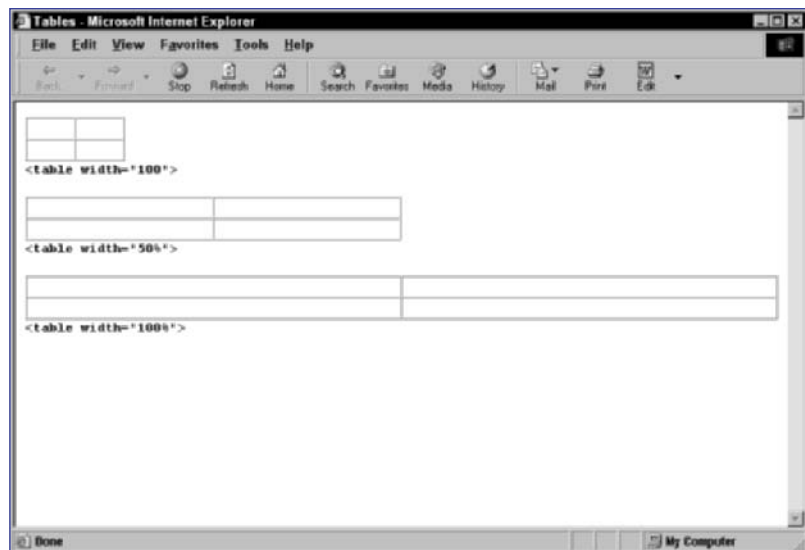 Tables - Microsoft Internet Explorer
File Edit View Favorites Tools Help
Back Forward Stop Refresh Home Search Favorites Media History Mail Print Edit
<table width="100">
<table width="50%">
<table width="100%">
Done My Computer